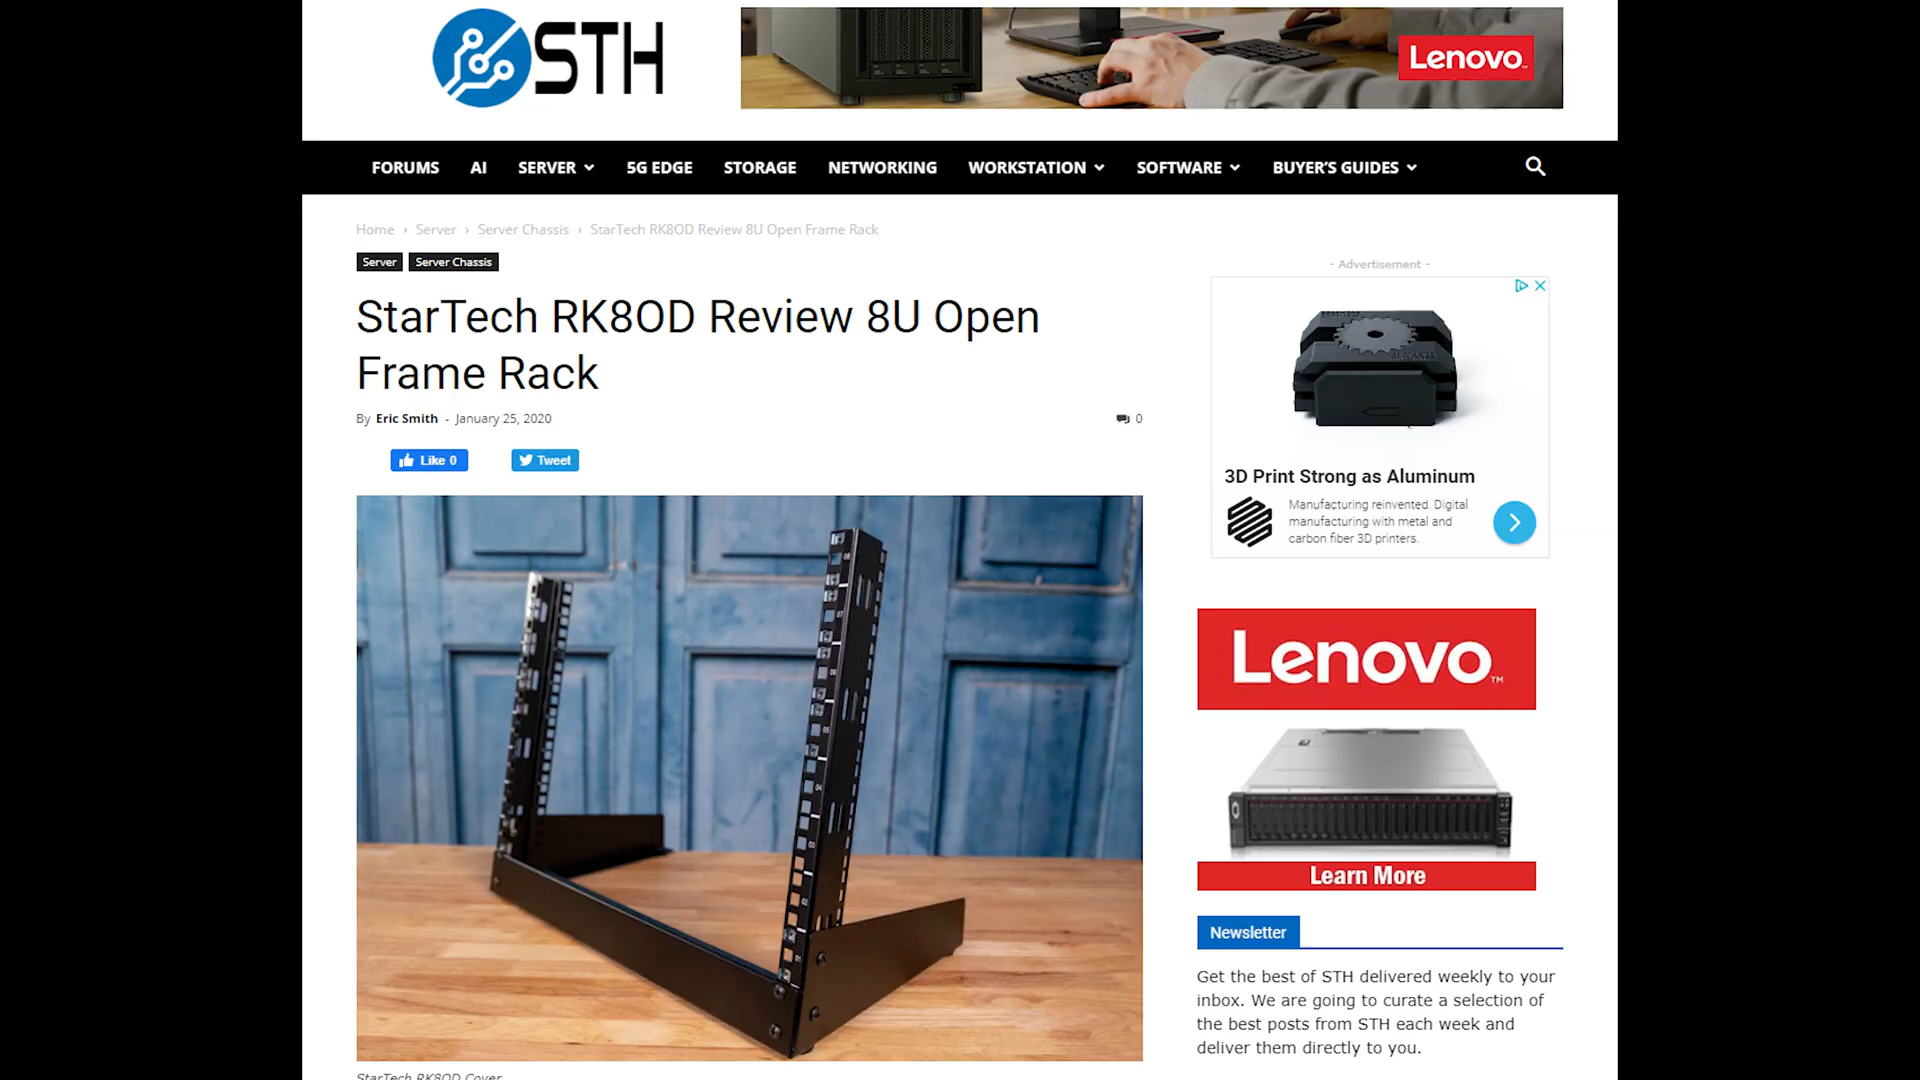 STH
Lenovo
FORUMS AI SERVER 5G EDGE STORAGE NETWORKING WORKSTATION SOFTWARE BUYER'S GUIDES
Home › Server › Server Chassis › StarTech RK8OD Review 8U Open Frame Rack
Server Server Chassis
StarTech RK8OD Review 8U Open
Frame Rack
By Eric Smith - January 25, 2020
0
Like 0 Tweet
StarTech RK8OD Cover
- Advertisement -
3D Print Strong as Aluminum
Manufacturing reinvented. Digital
manufacturing with metal and
carbon fiber 3D printers.
Lenovo™
Learn More
Newsletter
Get the best of STH delivered weekly to your
inbox. We are going to curate a selection of
the best posts from STH each week and
deliver them directly to you.